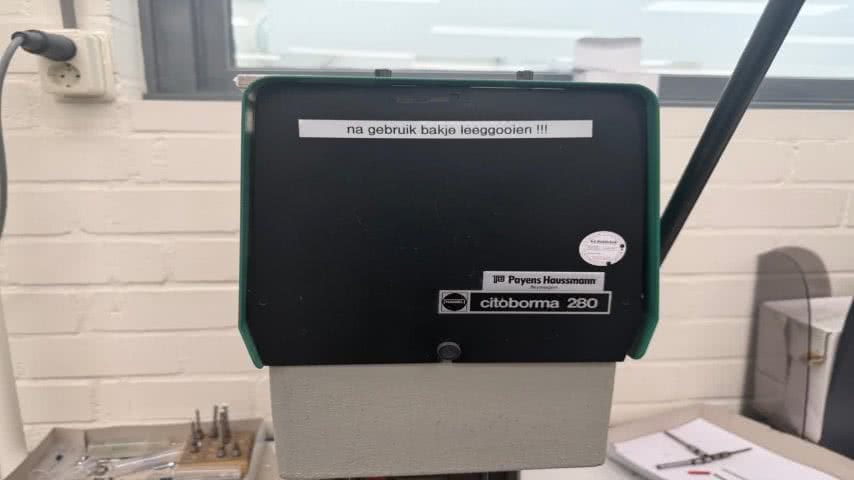 na gebruik bakje leeggooien !!!
Payens Haussmann
citoborma 280